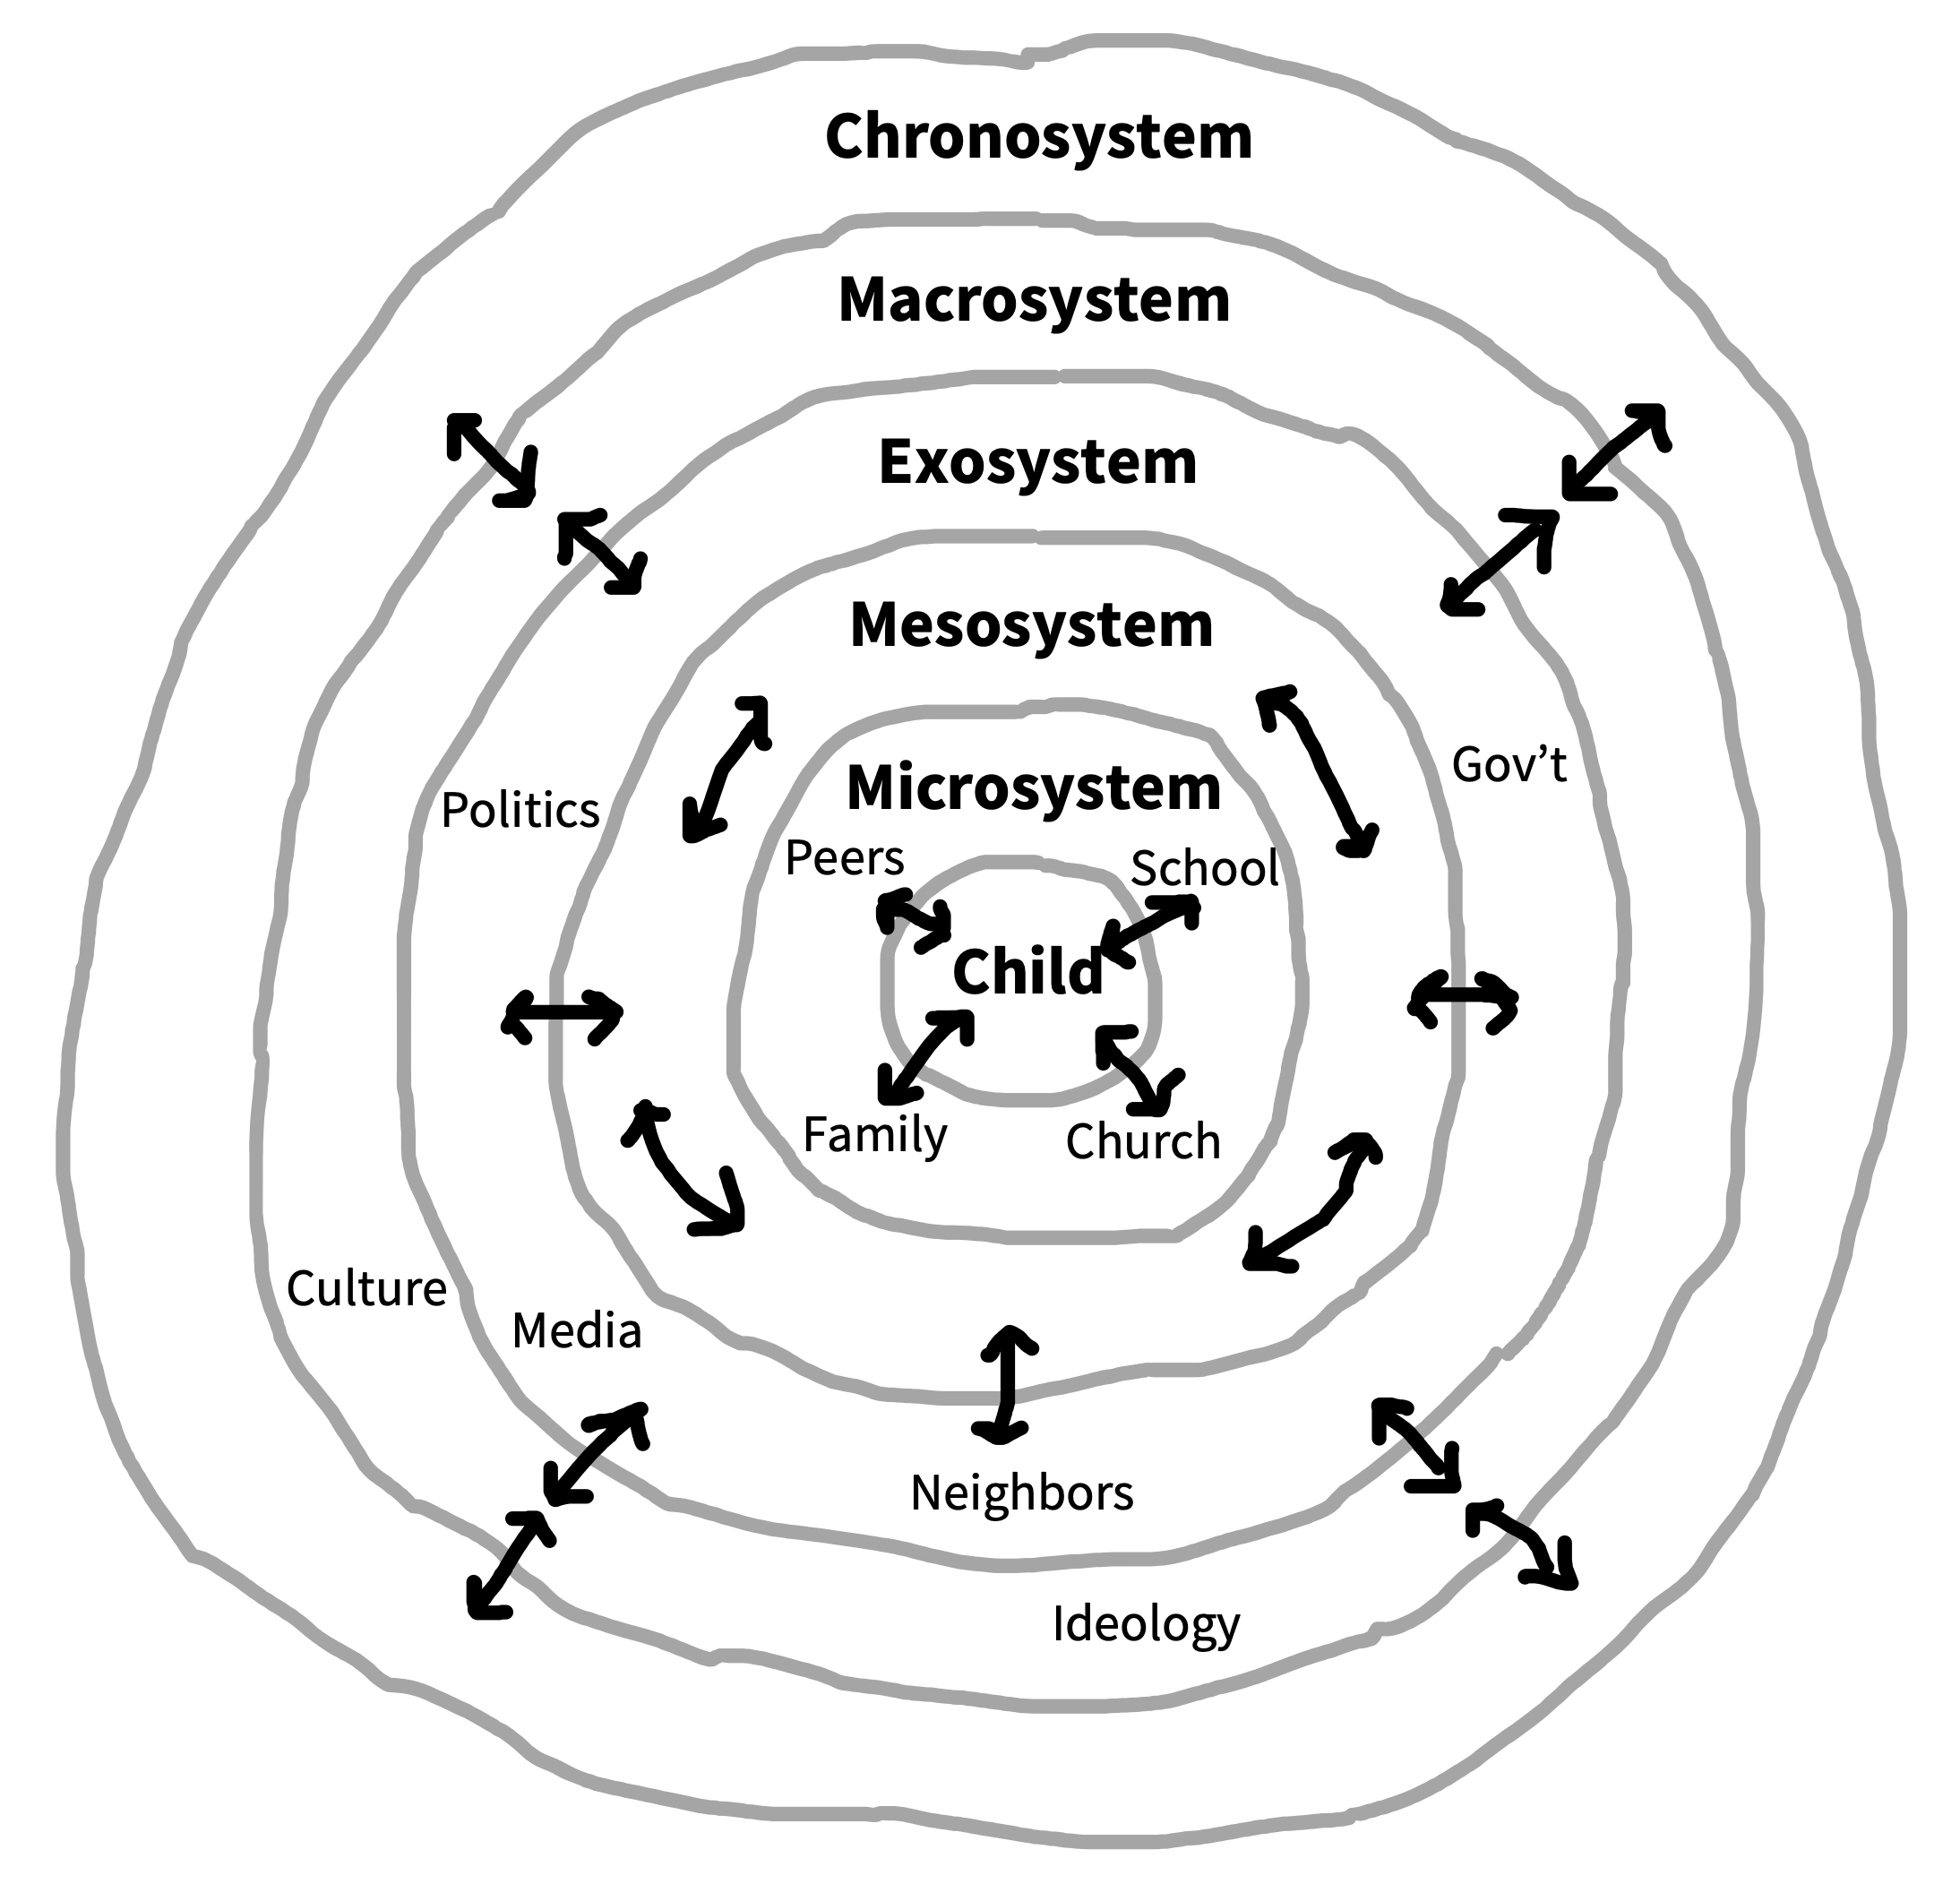 Chronosystem
Macrosystem
Exosystem
Mesosystem
Microsystem
Gov’t
Politics
Peers
School
Child
Family
Church
Culture
Media
Neighbors
Ideology